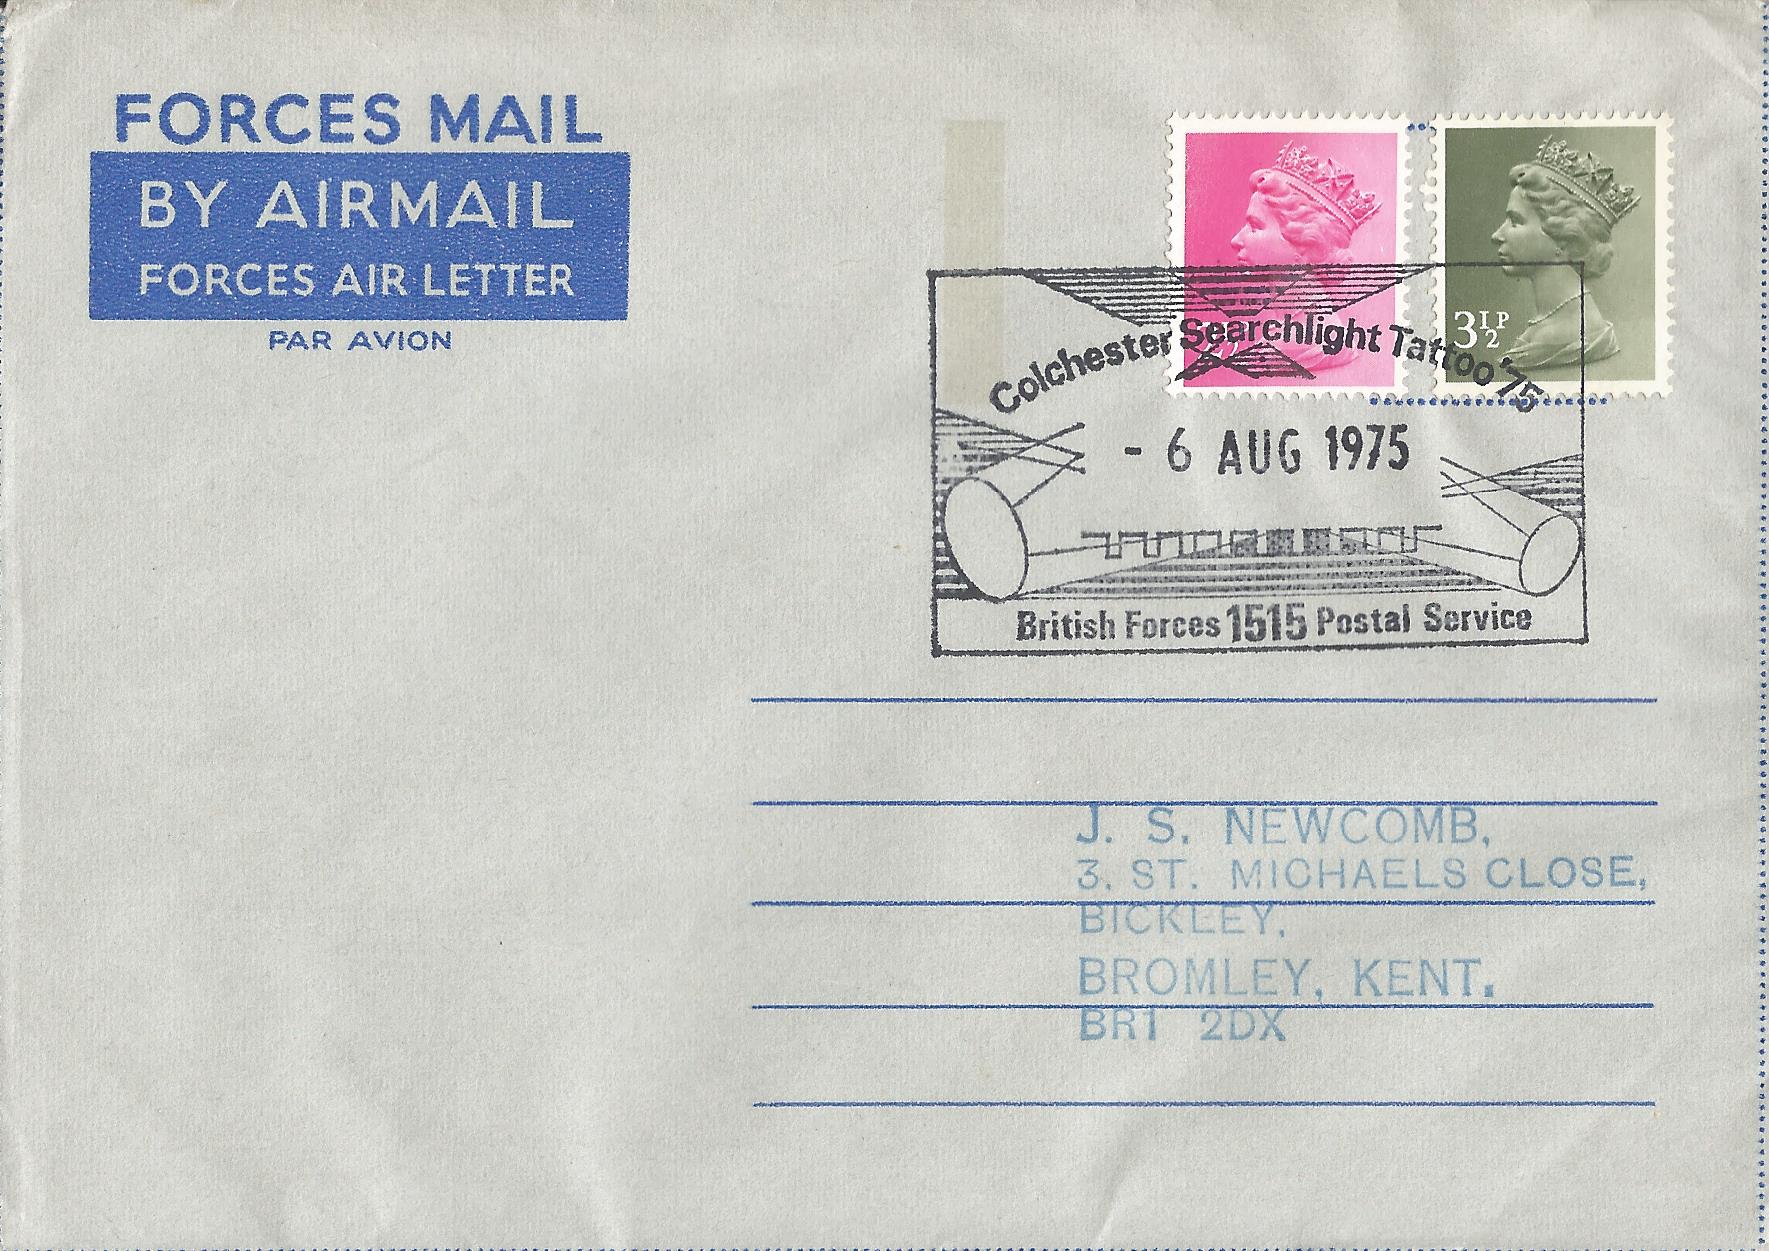 FORCES MAIL
BY AIRMAIL
FORCES AIR LETTER
PAR AVION
3½P
Colchester Searchlight Tattoo '75
- 6 AUG 1975
British Forces 1515 Postal Service
J. S. NEWCOMB,
3. ST. MICHAELS CLOSE,
BICKLEY,
BROMLEY, KENT.
BR1 2DX